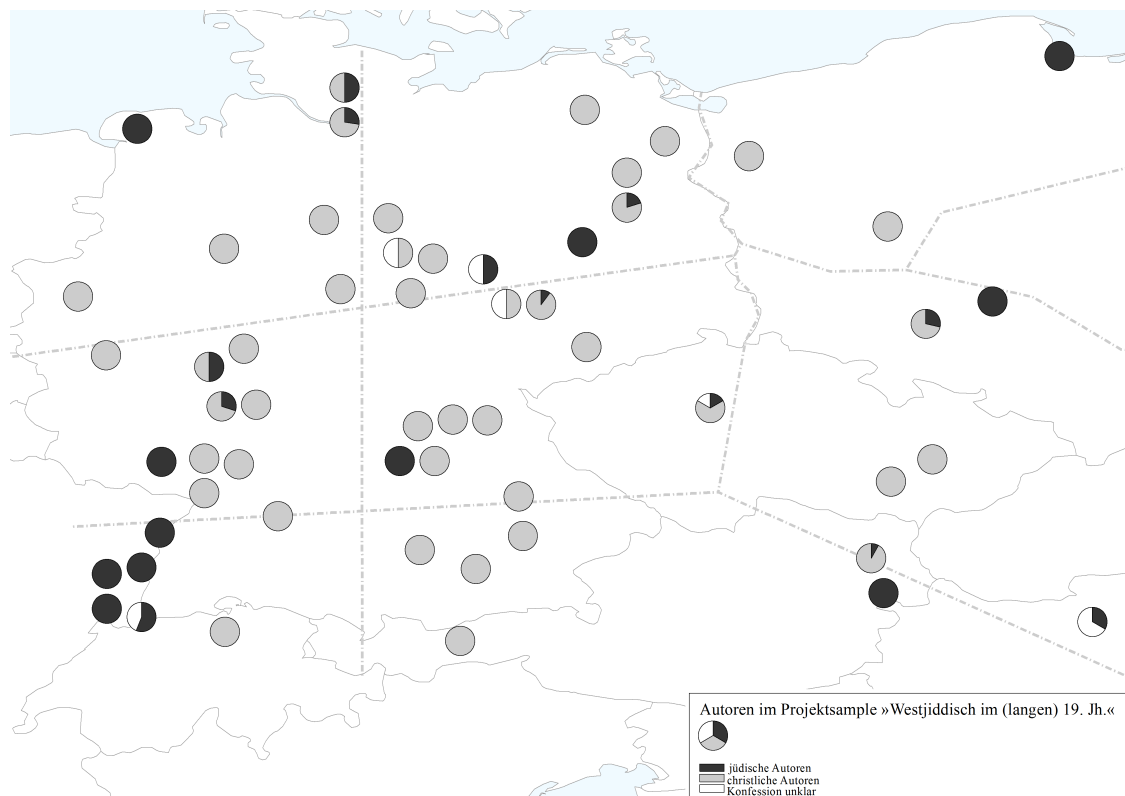 Autoren im Projektsample »Westjiddisch im (langen) 19. Jh.«
jüdische Autoren
christliche Autoren
Konfession unklar